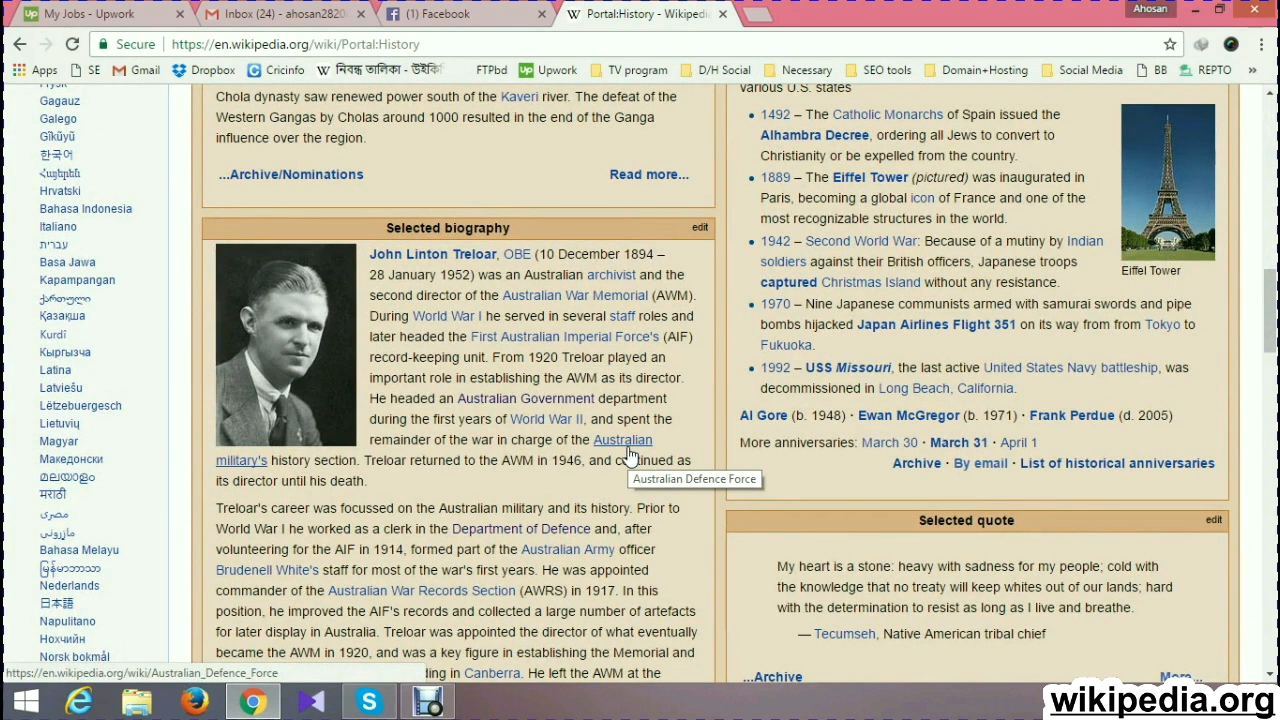 My Jobs - Upwork
Inbox (24) - ahosan2820
(1) Facebook
Portal:History - Wikiped
Ahosan
Secure
https://en.wikipedia.org/wiki/Portal:History
Apps
SE
Gmail
Dropbox
Cricinfo
নিবন্ধ তালিকা - উইকি
FTPbd
Upwork
TV program
D/H Social
Necessary
SEO tools
Domain+Hosting
Social Media
BB
REPTO
»
Gagauz
Galego
Gĩkũyũ
한국어
Հայերեն
Hrvatski
Bahasa Indonesia
Italiano
עברית
Basa Jawa
Kapampangan
ქართული
Қазақша
Kurdî
Кыргызча
Latina
Latviešu
Lëtzebuergesch
Lietuvių
Magyar
Македонски
മലയാളം
मराठी
مصرى
مازِرونی
Bahasa Melayu
မြန်မာဘာသာ
Nederlands
日本語
Napulitano
Нохчийн
Norsk bokmål
Chola dynasty saw renewed power south of the Kaveri river. The defeat of the
Western Gangas by Cholas around 1000 resulted in the end of the Ganga
influence over the region.
...Archive/Nominations
Read more...
Selected biography
edit
John Linton Treloar, OBE (10 December 1894 –
28 January 1952) was an Australian archivist and the
second director of the Australian War Memorial (AWM).
During World War I he served in several staff roles and
later headed the First Australian Imperial Force's (AIF)
record-keeping unit. From 1920 Treloar played an
important role in establishing the AWM as its director.
He headed an Australian Government department
during the first years of World War II, and spent the
remainder of the war in charge of the Australian
military's history section. Treloar returned to the AWM in 1946, and continued as
its director until his death.
Australian Defence Force
Treloar's career was focussed on the Australian military and its history. Prior to
World War I he worked as a clerk in the Department of Defence and, after
volunteering for the AIF in 1914, formed part of the Australian Army officer
Brudenell White's staff for most of the war's first years. He was appointed
commander of the Australian War Records Section (AWRS) in 1917. In this
position, he improved the AIF's records and collected a large number of artefacts
for later display in Australia. Treloar was appointed the director of what eventually
became the AWM in 1920, and was a key figure in establishing the Memorial and
ding in Canberra. He left the AWM at the
various U.S. states
• 1492 – The Catholic Monarchs of Spain issued the
Alhambra Decree, ordering all Jews to convert to
Christianity or be expelled from the country.
• 1889 – The Eiffel Tower (pictured) was inaugurated in
Paris, becoming a global icon of France and one of the
most recognizable structures in the world.
• 1942 – Second World War: Because of a mutiny by Indian
soldiers against their British officers, Japanese troops
captured Christmas Island without any resistance.
Eiffel Tower
• 1970 – Nine Japanese communists armed with samurai swords and pipe
bombs hijacked Japan Airlines Flight 351 on its way from from Tokyo to
Fukuoka.
• 1992 – USS Missouri, the last active United States Navy battleship, was
decommissioned in Long Beach, California.
Al Gore (b. 1948) · Ewan McGregor (b. 1971) · Frank Perdue (d. 2005)
More anniversaries: March 30 · March 31 · April 1
Archive · By email · List of historical anniversaries
Selected quote
edit
My heart is a stone: heavy with sadness for my people; cold with
the knowledge that no treaty will keep whites out of our lands; hard
with the determination to resist as long as I live and breathe.
— Tecumseh, Native American tribal chief
...Archive
More...
https://en.wikipedia.org/wiki/Australian_Defence_Force
wikipedia.org